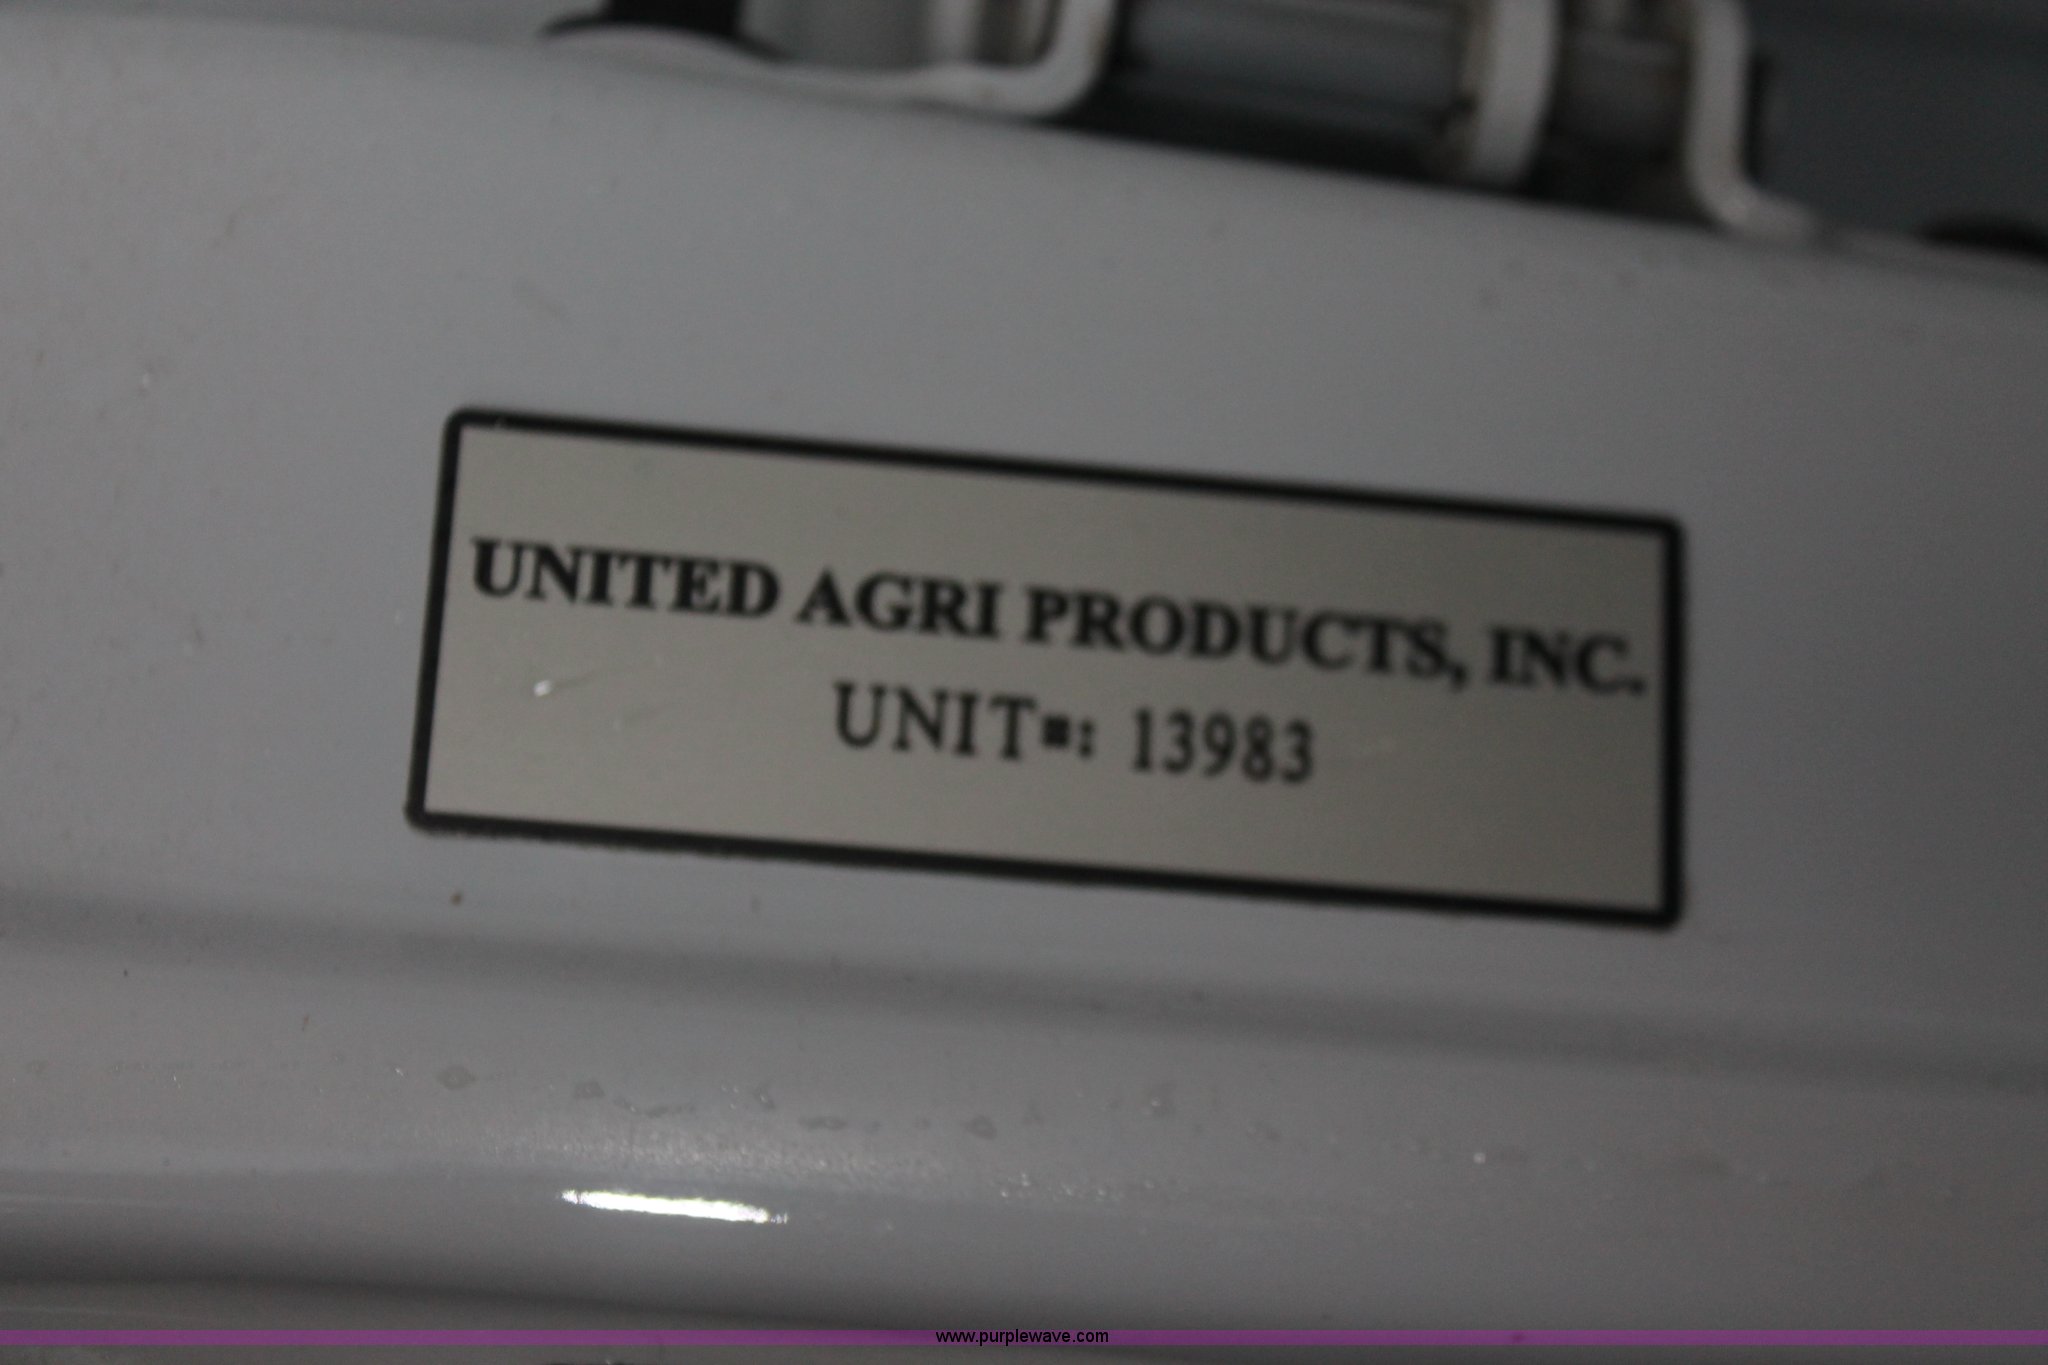 UNITED AGRI PRODUCTS, INC.
UNIT#: 13983
www.purplewave.com